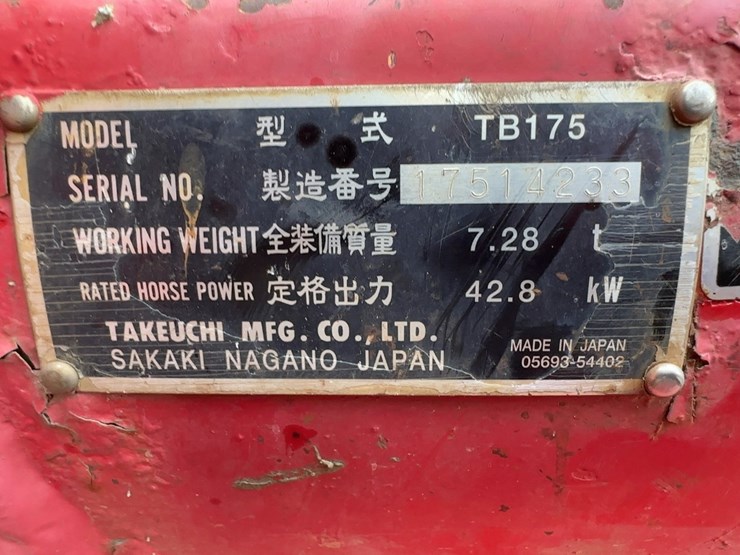 MODEL 型式 TB175
SERIAL NO. 製造番号 17514233
WORKING WEIGHT 全装備質量 7.28 t
RATED HORSE POWER 定格出力 42.8 kW
TAKEUCHI MFG. CO., LTD.
SAKAKI NAGANO JAPAN
MADE IN JAPAN
05693-54402